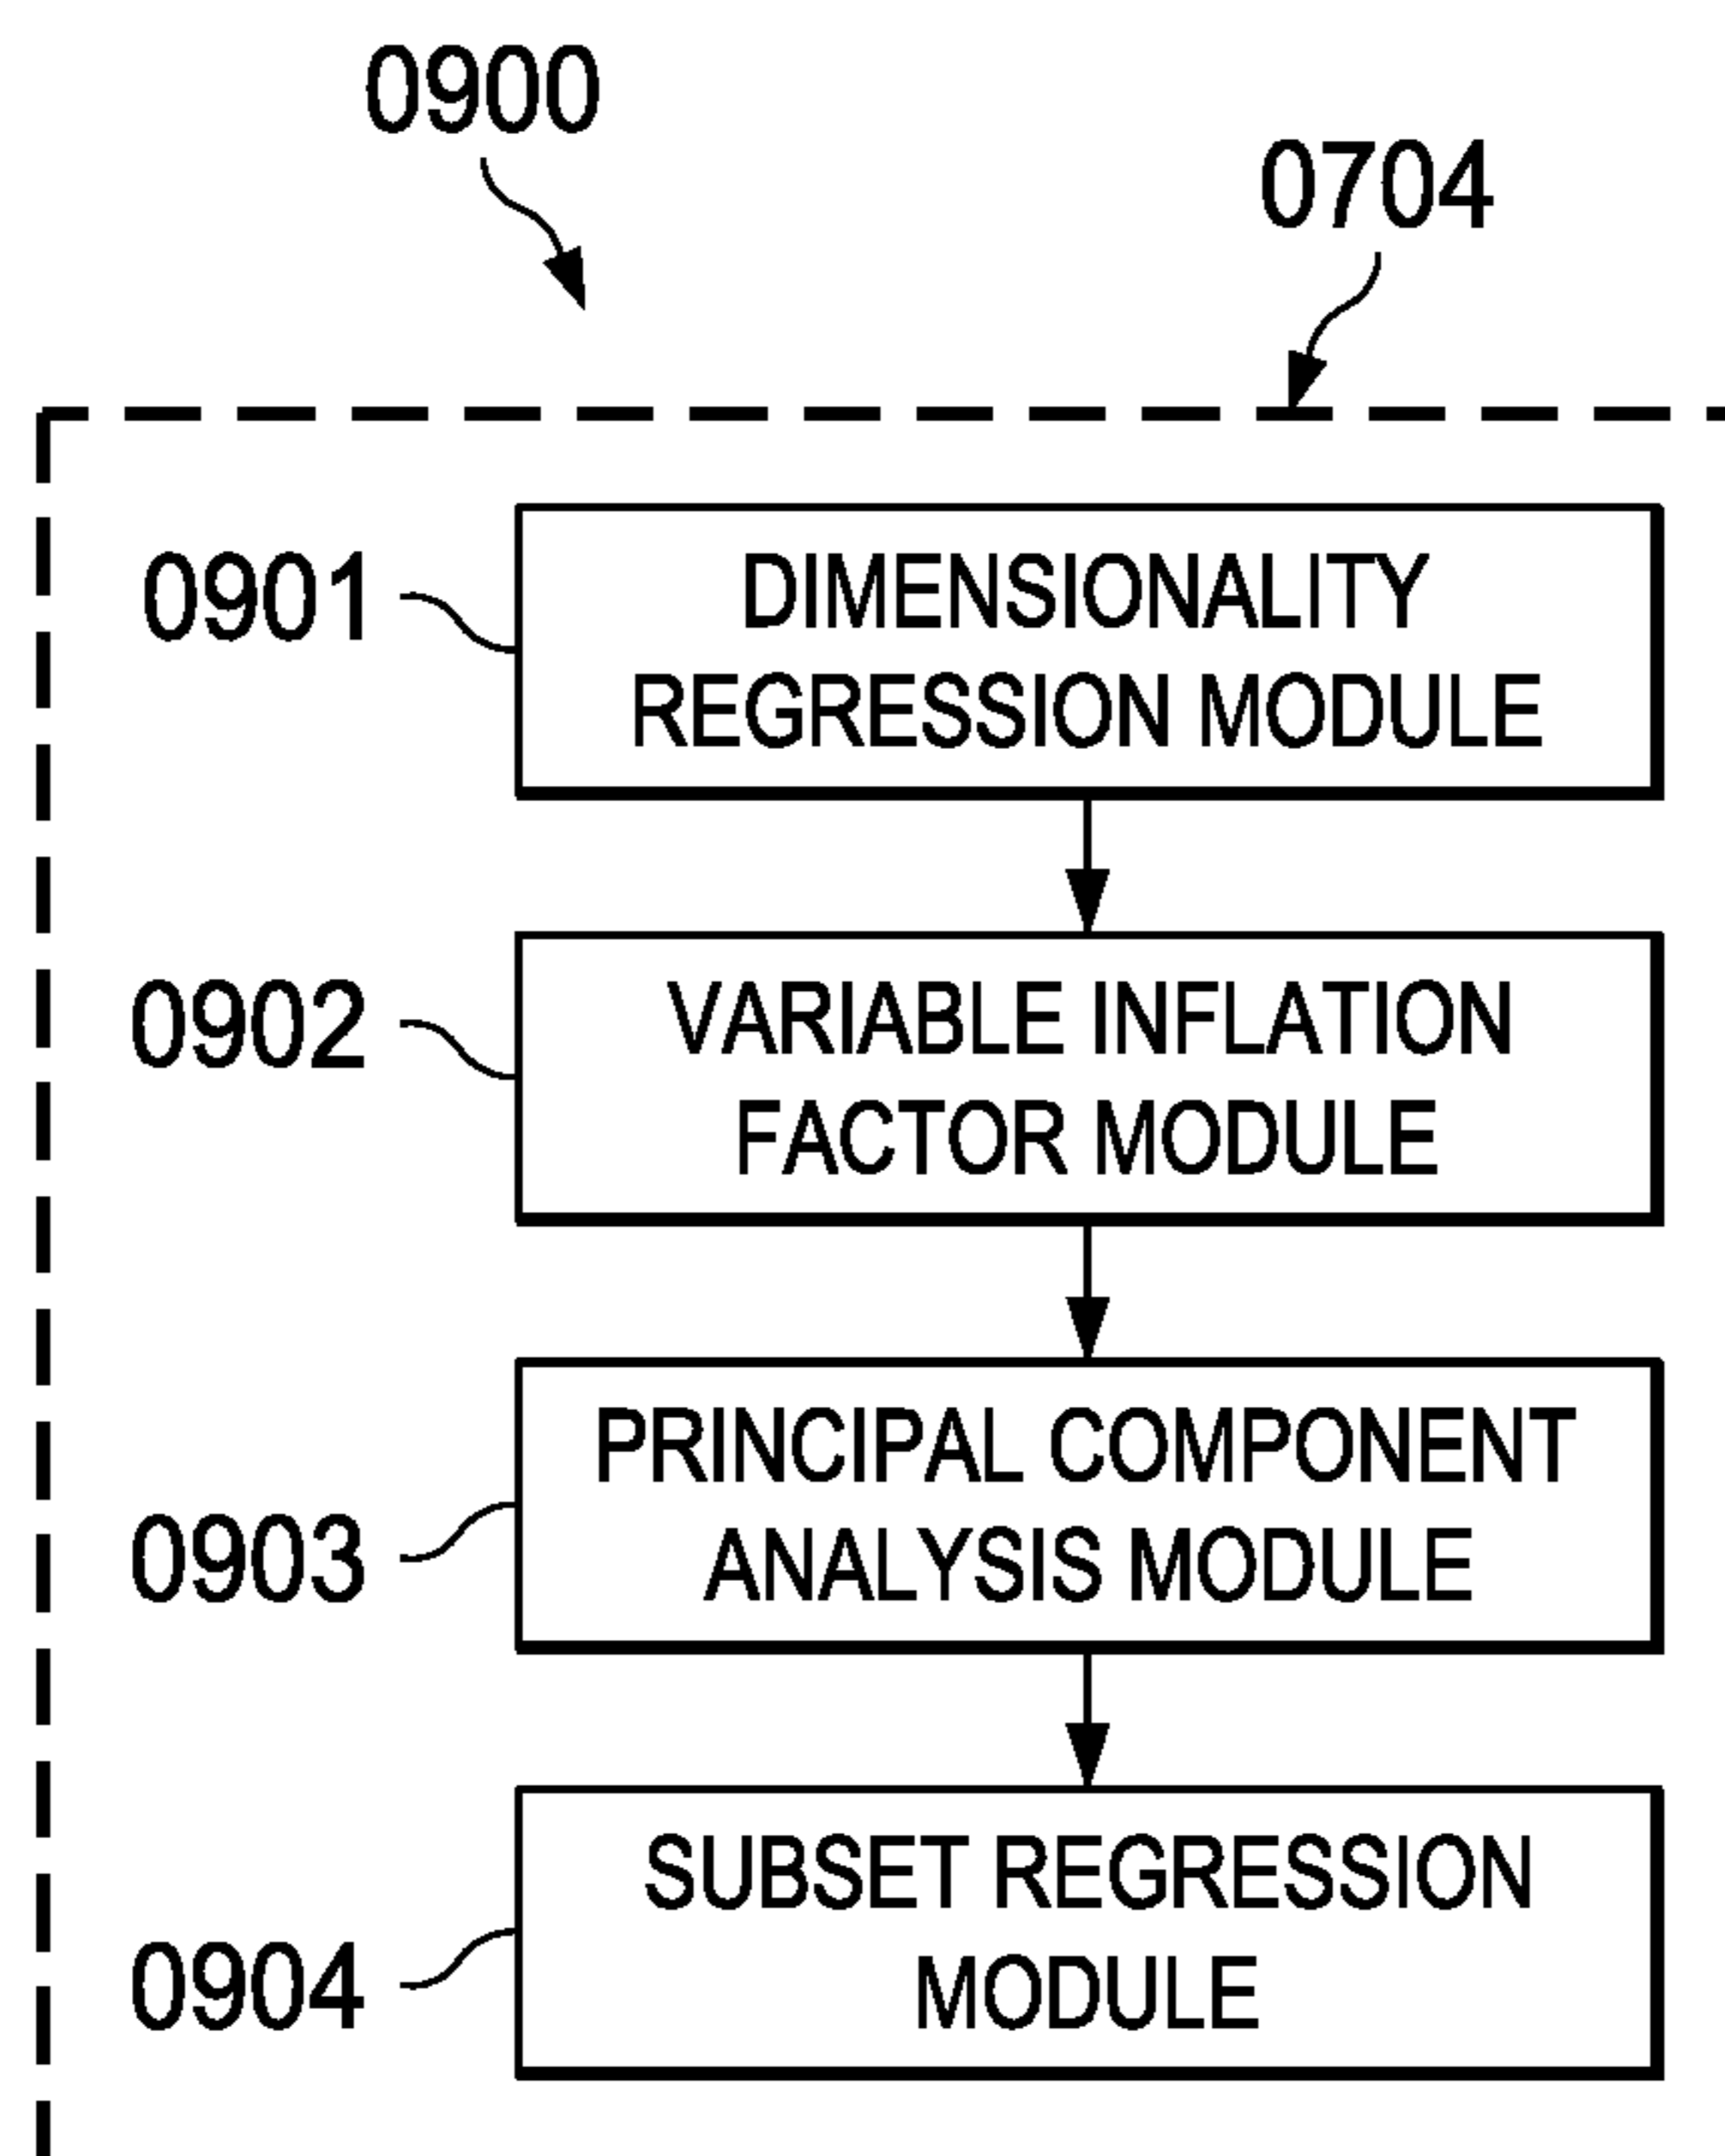 0900
0704
0901
DIMENSIONALITY
REGRESSION MODULE
0902
VARIABLE INFLATION
FACTOR MODULE
PRINCIPAL COMPONENT
0903
ANALYSIS MODULE
SUBSET REGRESSION
0904
MODULE